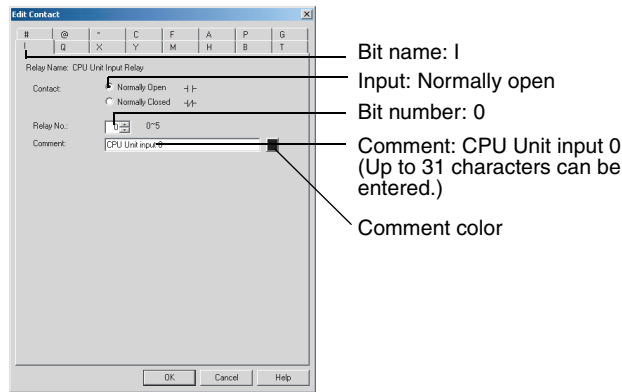 Edit Contact
# @ * C F A P G
I Q X Y M H B T
Relay Name: CPU Unit Input Relay
Contact: Normally Open
Normally Closed
Relay No.: 0 0~5
Comment: CPU Unit input 0
OK Cancel Help
Bit name: I
Input: Normally open
Bit number: 0
Comment: CPU Unit input 0
(Up to 31 characters can be
entered.)
Comment color